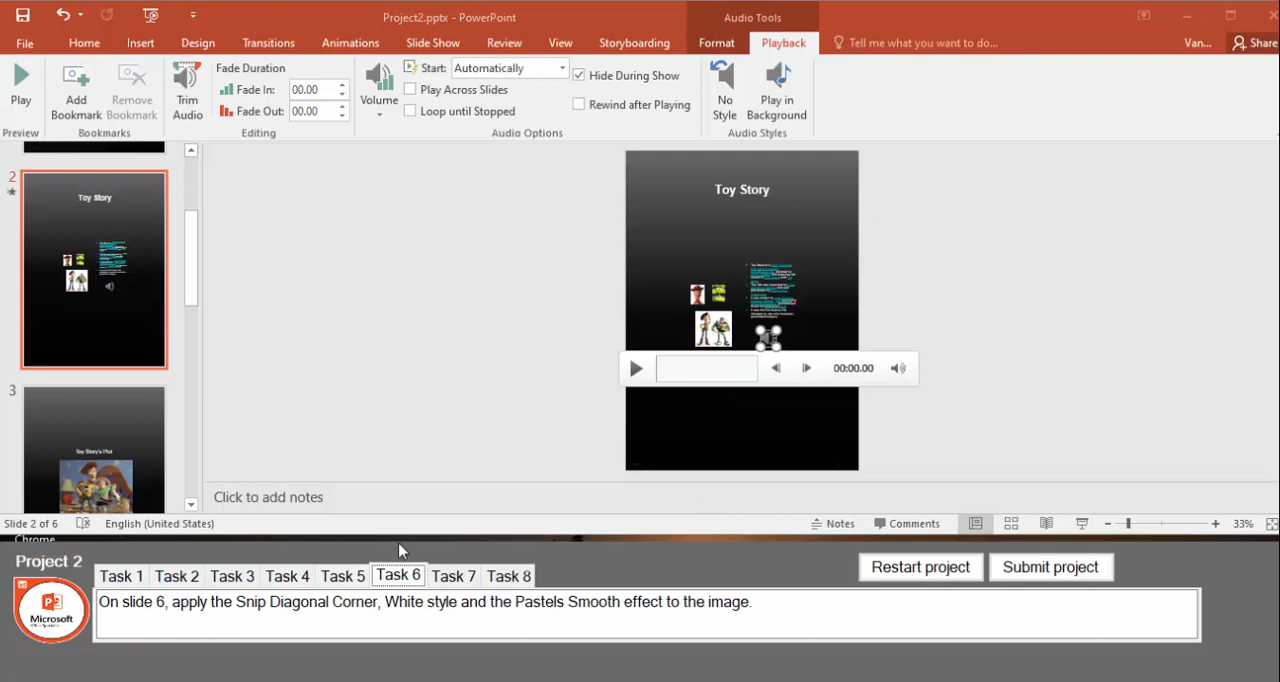 Project2.pptx - PowerPoint
Audio Tools
File Home Insert Design Transitions Animations Slide Show Review View Storyboarding Format Playback Tell me what you want to do... Van... Share
Play
Preview
Add Bookmark
Remove Bookmark
Bookmarks
Trim Audio
Fade Duration
Fade In: 00.00
Fade Out: 00.00
Editing
Volume
Start: Automatically
Play Across Slides
Loop until Stopped
Hide During Show
Rewind after Playing
Audio Options
No Style
Play in Background
Audio Styles
2
Toy Story
3
Toy Story's Plot
Toy Story
00:00.00
Click to add notes
Slide 2 of 6 English (United States) Notes Comments 33%
Chrome
Project 2
Task 1 Task 2 Task 3 Task 4 Task 5 Task 6 Task 7 Task 8
Restart project Submit project
On slide 6, apply the Snip Diagonal Corner, White style and the Pastels Smooth effect to the image.
Microsoft